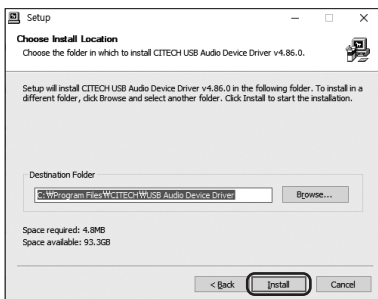 Setup
Choose Install Location
Choose the folder in which to install CITECH USB Audio Device Driver v4.86.0.
Setup will install CITECH USB Audio Device Driver v4.86.0 in the following folder. To install in a
different folder, click Browse and select another folder. Click Install to start the installation.
Destination Folder
C:₩Program Files₩CITECH₩USB Audio Device Driver
Browse...
Space required: 4.8MB
Space available: 93.3GB
< Back
Install
Cancel